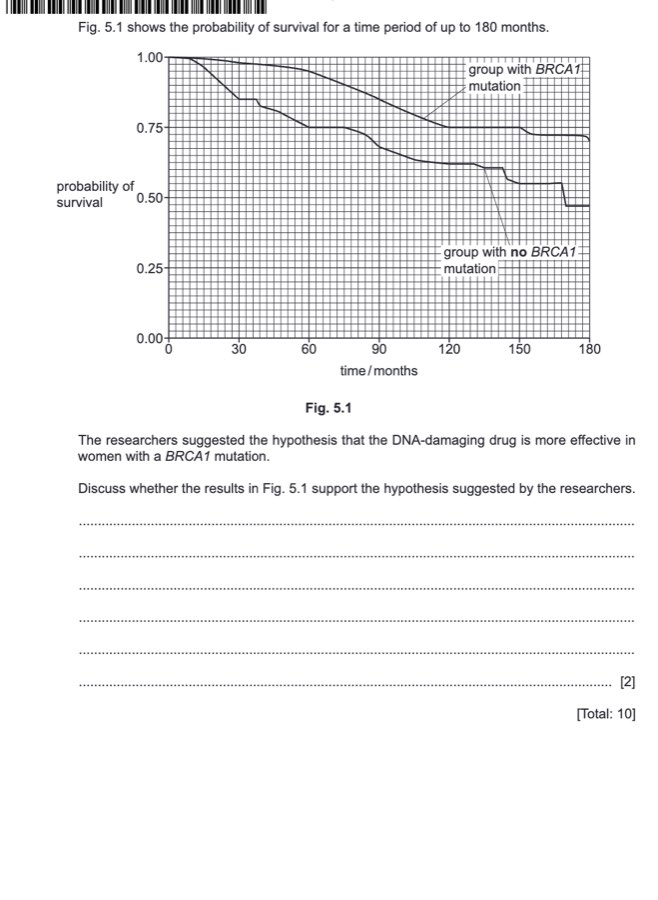 Fig. 5.1 shows the probability of survival for a time period of up to 180 months.
1.00
0.75
probability of
survival
0.50
0.25
0.00
group with BRCA1
mutation
group with no BRCA1
mutation
0 30 60 90 120 150 180
time / months
Fig. 5.1
The researchers suggested the hypothesis that the DNA-damaging drug is more effective in
women with a BRCA1 mutation.
Discuss whether the results in Fig. 5.1 support the hypothesis suggested by the researchers.
[2]
[Total: 10]